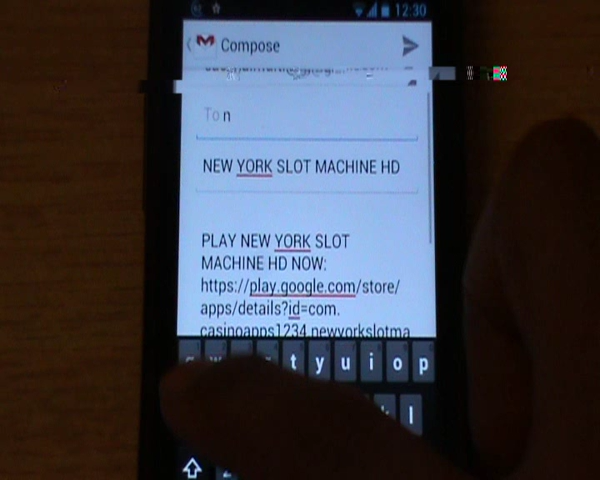 12:30
Compose
To n
NEW YORK SLOT MACHINE HD
PLAY NEW YORK SLOT
MACHINE HD NOW:
https://play.google.com/store/
apps/details?id=com.
casinoapps1234.newyorkslotma
t y u i o p
l